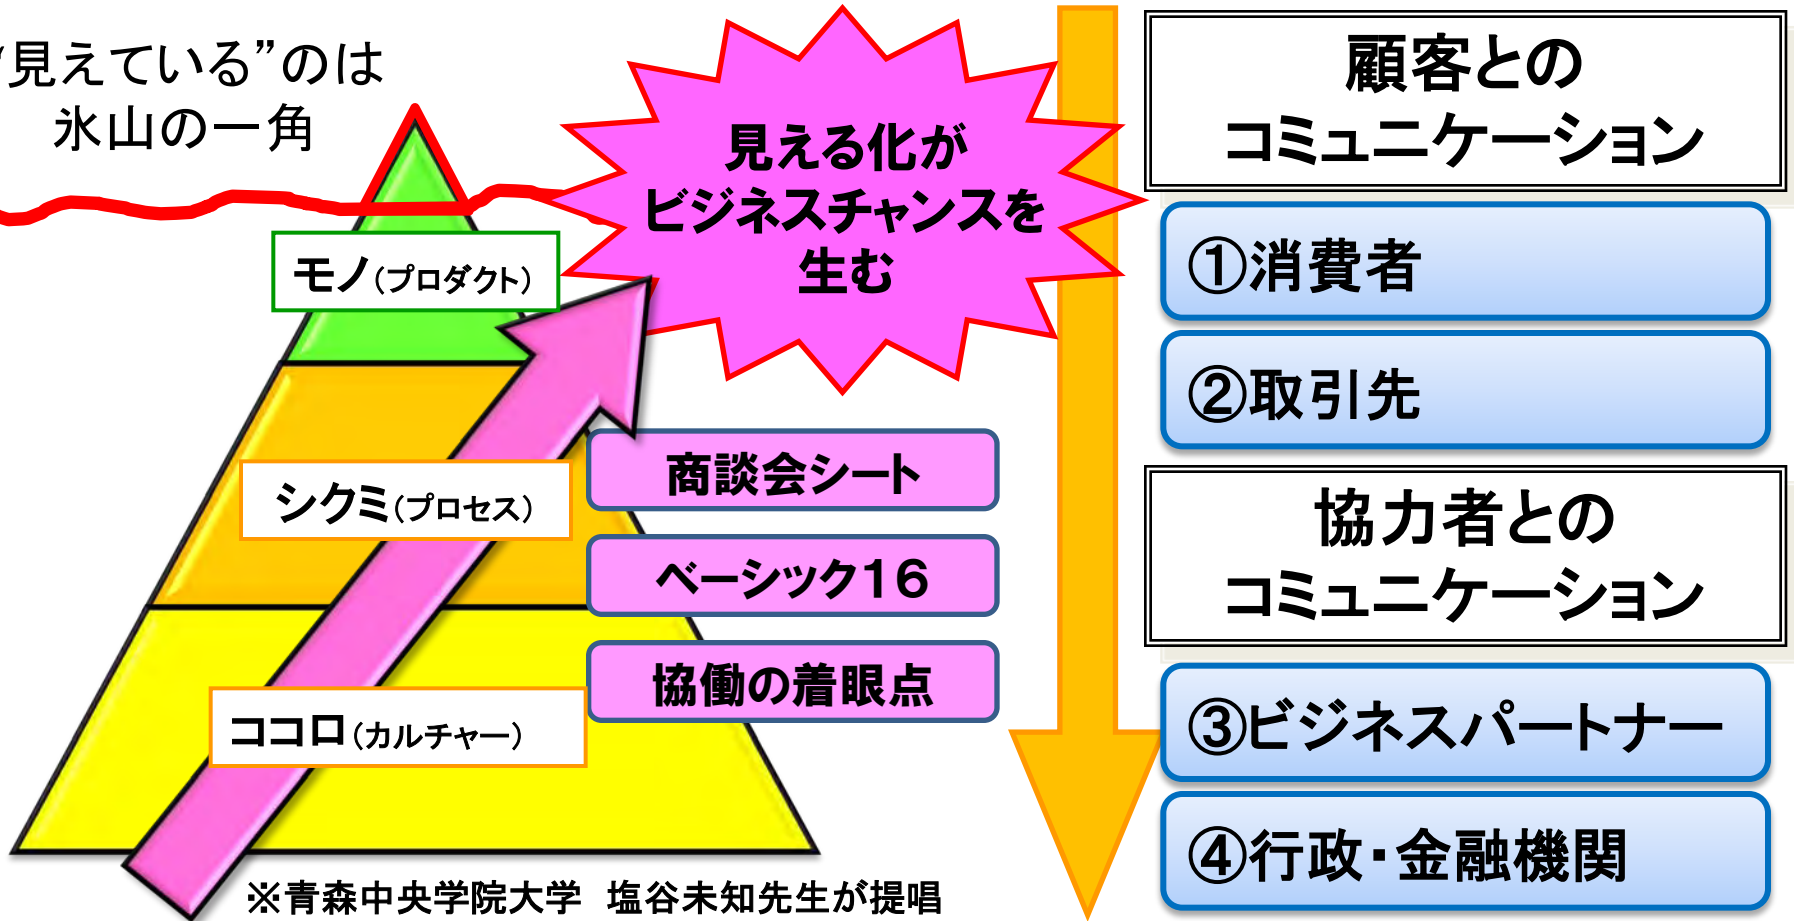 “見えている”のは
氷山の一角
モノ(プロダクト)
シクミ(プロセス)
ココロ(カルチャー)
見える化が
ビジネスチャンスを
生む
商談会シート
ベーシック16
協働の着眼点
※青森中央学院大学 塩谷未知先生が提唱
顧客との
コミュニケーション
①消費者
②取引先
協力者との
コミュニケーション
③ビジネスパートナー
④行政・金融機関